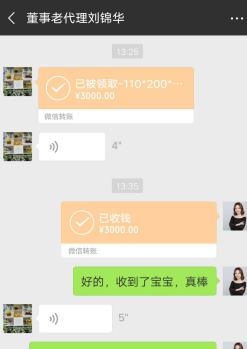 董事老代理刘锦华
13:25
已被领取-110*200*…
¥3000.00
微信转账
4"
13:35
已收钱
¥3000.00
微信转账
好的，收到了宝宝，真棒
5"